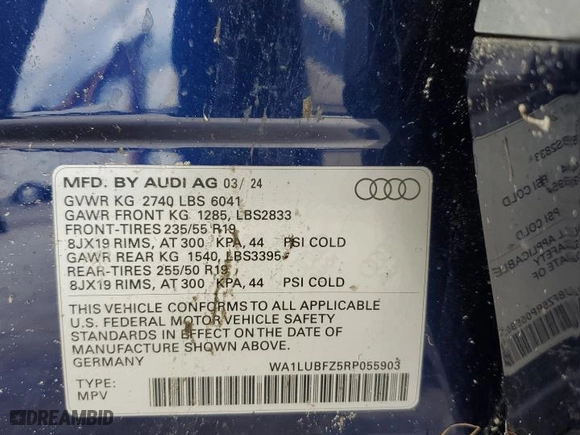 MFD. BY AUDI AG 03/ 24
GVWR KG 2740 LBS 6041
GAWR FRONT KG 1285, LBS2833
FRONT-TIRES 235/55 R19
8JX19 RIMS, AT 300 KPA, 44 PSI COLD
GAWR REAR KG 1540, LBS3395
REAR-TIRES 255/50 R19
8JX19 RIMS, AT 300 KPA, 44 PSI COLD
THIS VEHICLE CONFORMS TO ALL APPLICABLE
U.S. FEDERAL MOTOR VEHICLE SAFETY
STANDARDS IN EFFECT ON THE DATE OF
MANUFACTURE SHOWN ABOVE.
WA1LUBFZ5RP055903
TYPE:
MPV
DREAMBID